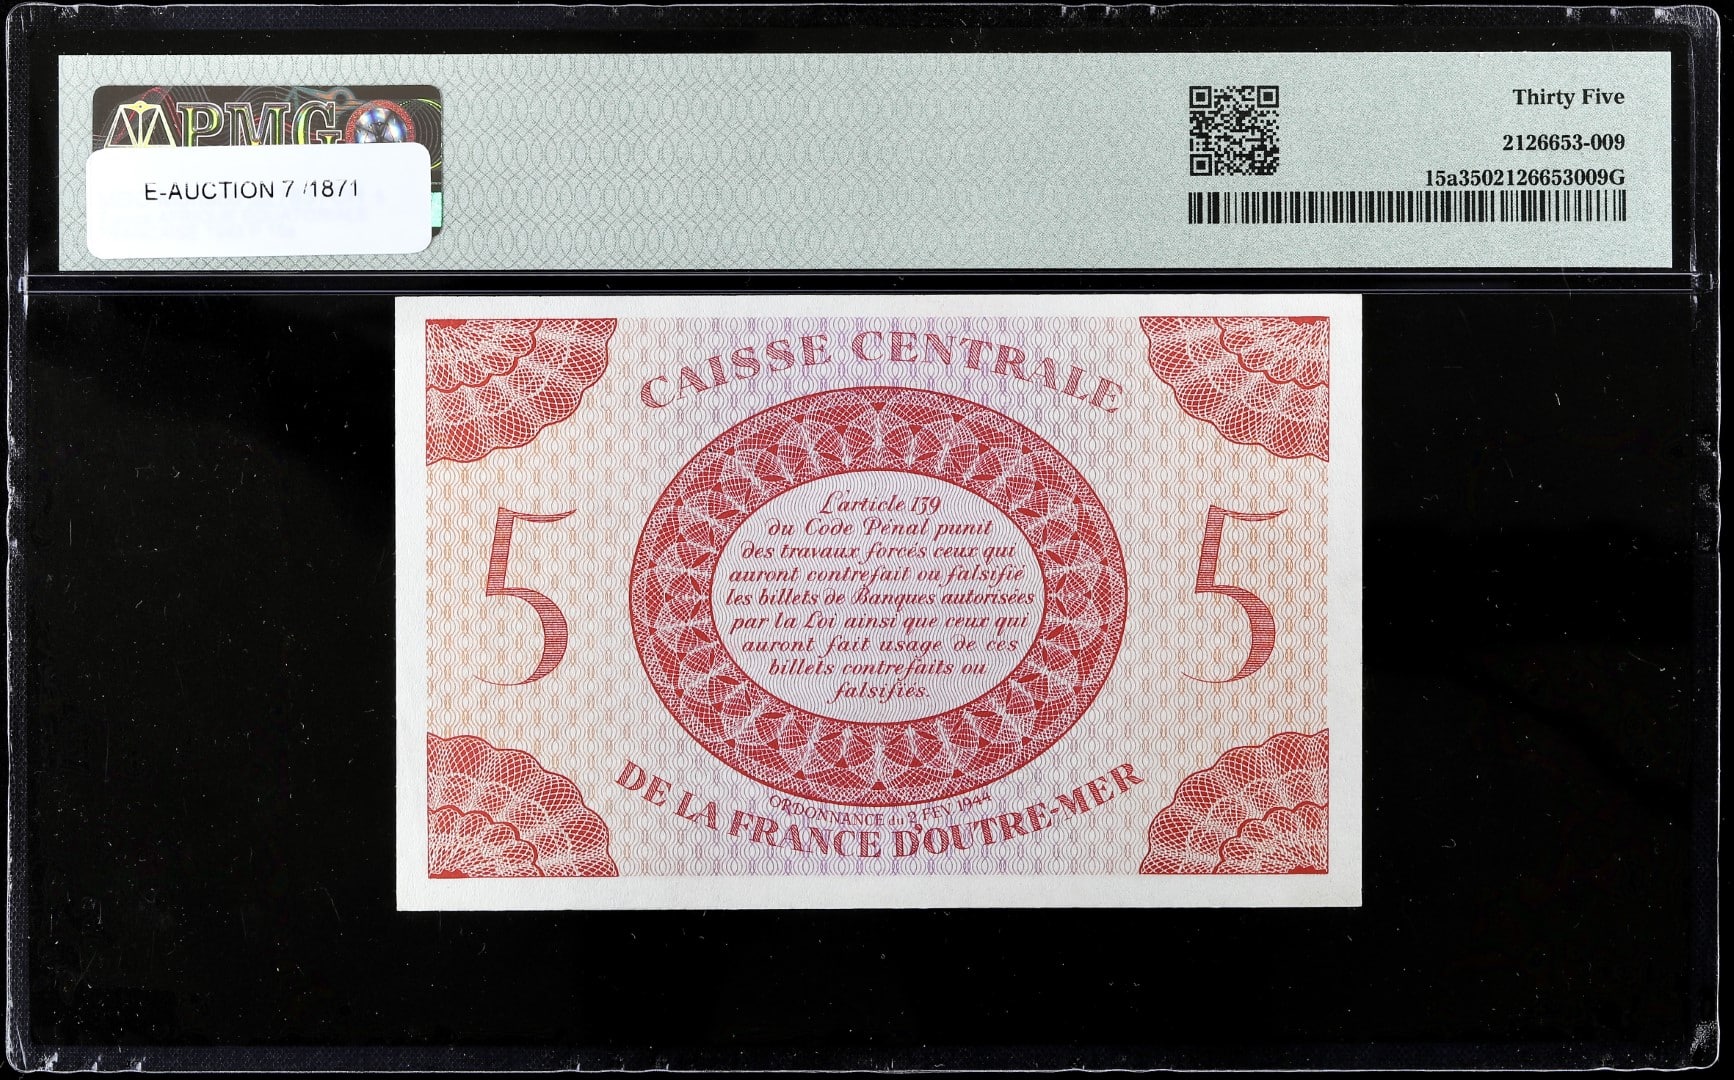 PMG
E-AUCTION 7 /1871
Thirty Five
2126653-009
15a3502126653009G
CAISSE CENTRALE
5
L'article 139
du Code Pénal punit
des travaux forcés ceux qui
auront contrefait ou falsifié
les billets de Banques autorisées
par la Loi ainsi que ceux qui
auront fait usage de ces
billets contrefaits ou
falsifiés.
5
ORDONNANCE du 2 FEV 1944
DE LA FRANCE D'OUTRE-MER